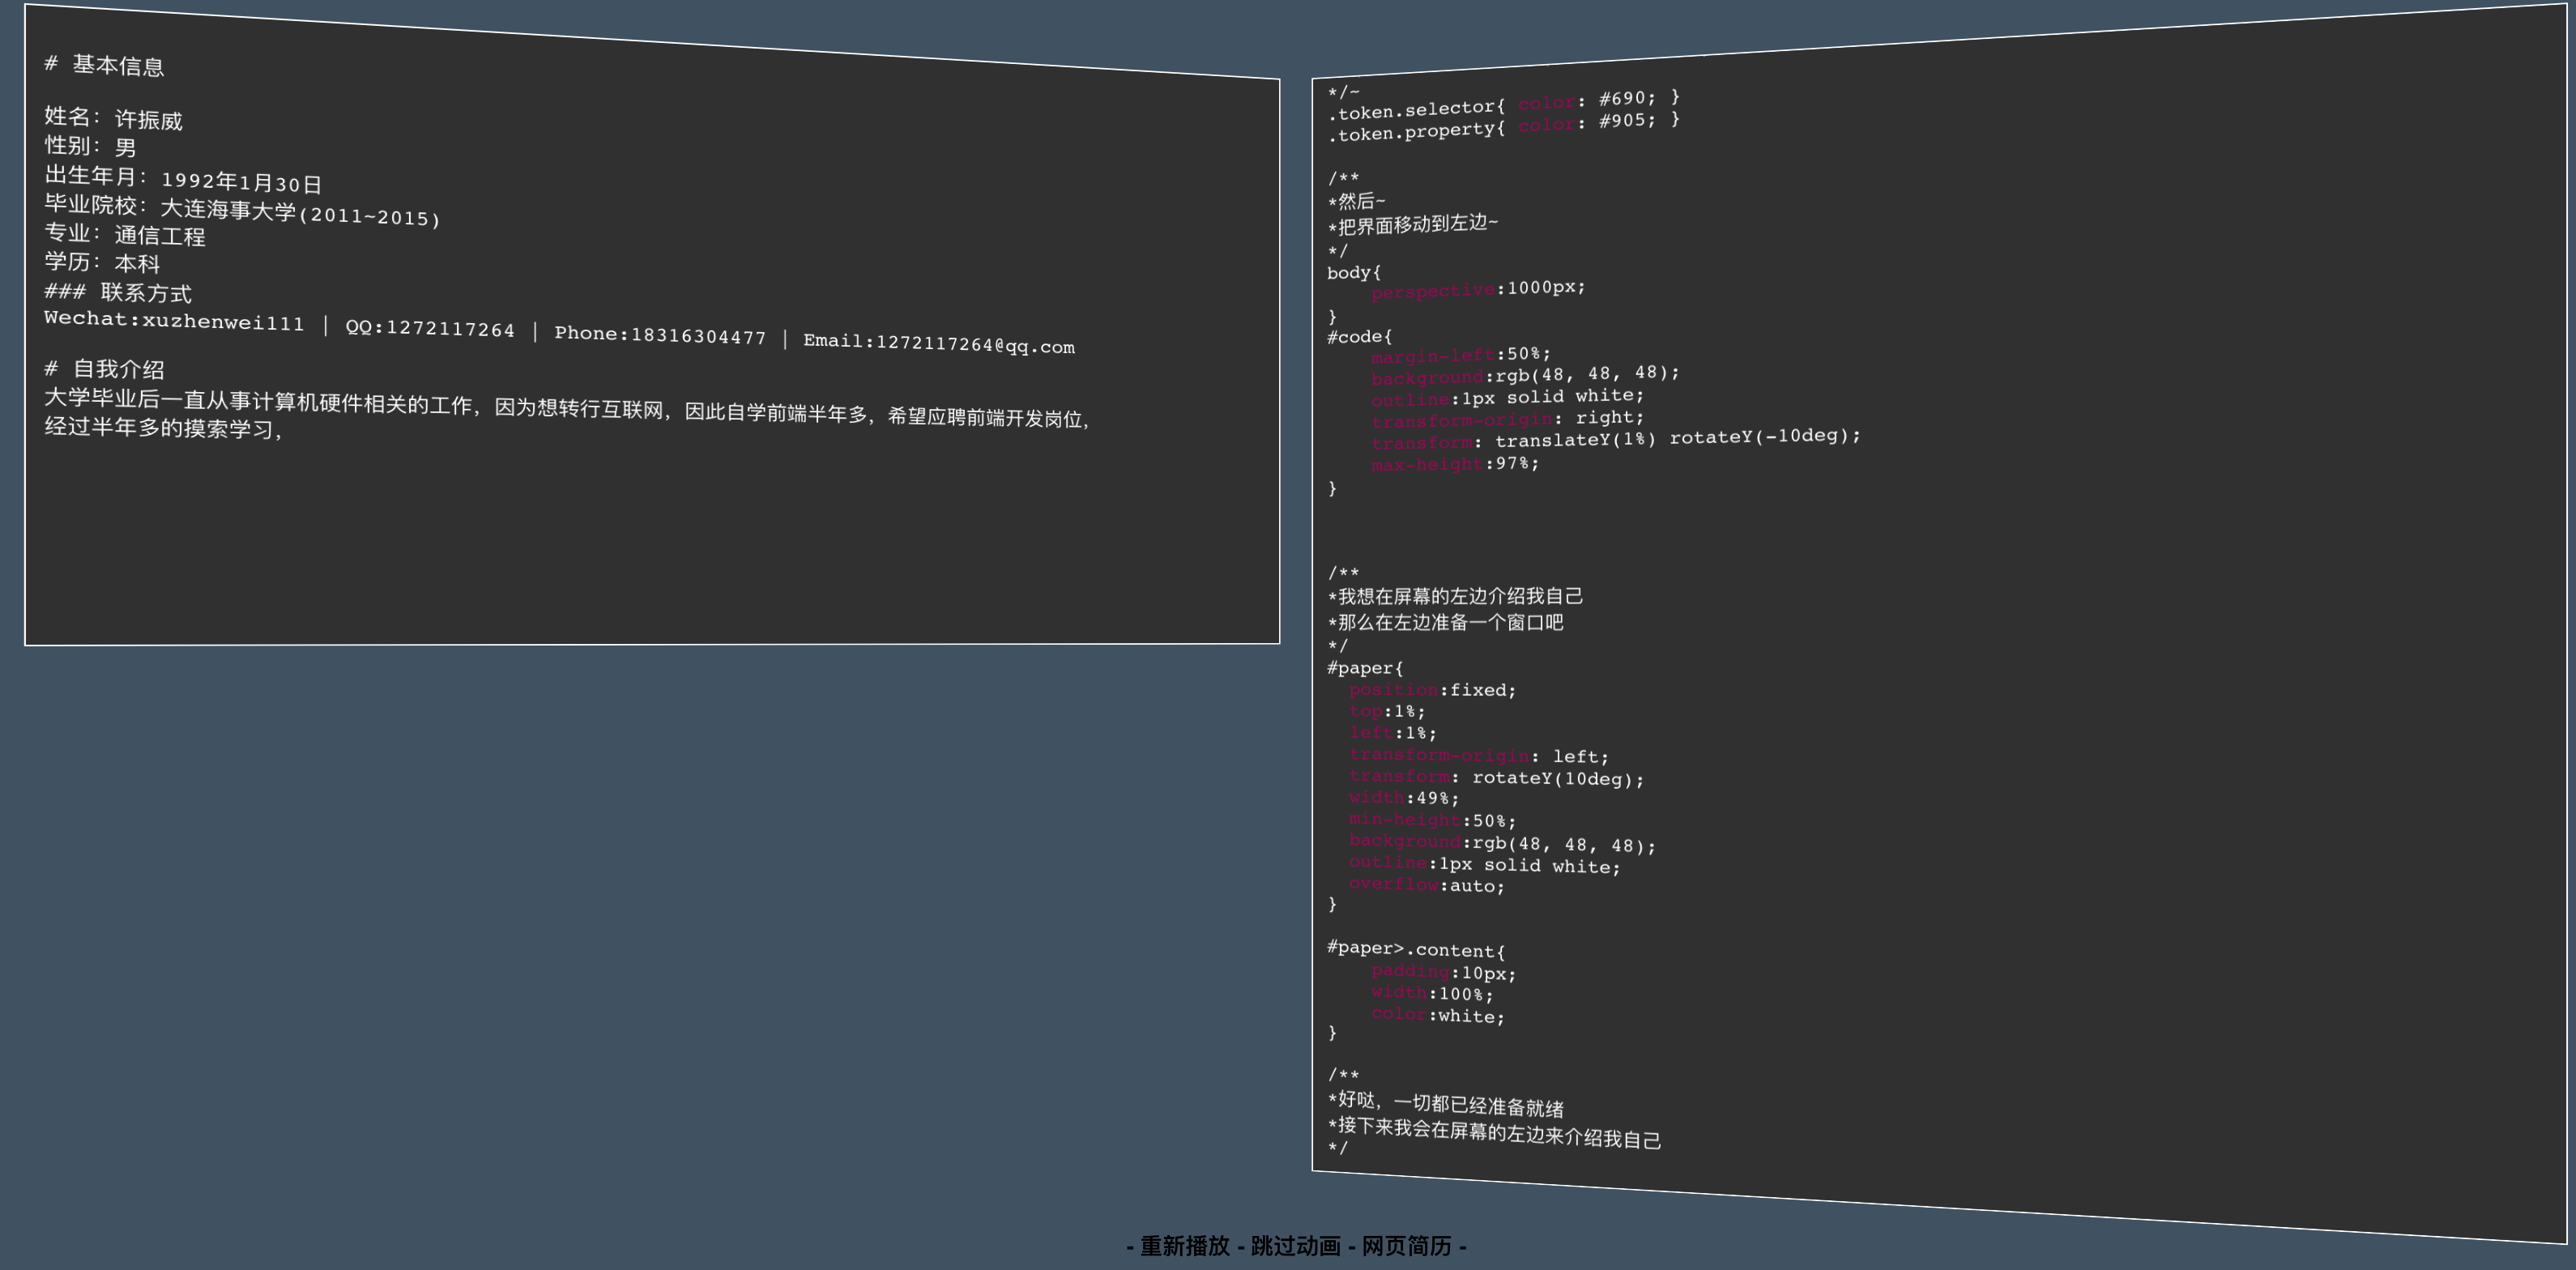 # 基本信息
姓名：许振威
性别：男
出生年月：1992年1月30日
毕业院校：大连海事大学(2011~2015)
专业：通信工程
学历：本科
### 联系方式
Wechat:xuzhenwei111 | QQ:1272117264 | Phone:18316304477 | Email:1272117264@qq.com
# 自我介绍
大学毕业后一直从事计算机硬件相关的工作，因为想转行互联网，因此自学前端半年多，希望应聘前端开发岗位，
经过半年多的摸索学习，
*/~
.token.selector{ color: #690; }
.token.property{ color: #905; }
/**
*然后~
*把界面移动到左边~
*/
body{
perspective:1000px;
}
#code{
margin-left:50%;
background:rgb(48, 48, 48);
outline:1px solid white;
transform-origin: right;
transform: translateY(1%) rotateY(-10deg);
max-height:97%;
}
/**
*我想在屏幕的左边介绍我自己
*那么在左边准备一个窗口吧
*/
#paper{
position:fixed;
top:1%;
left:1%;
transform-origin: left;
transform: rotateY(10deg);
width:49%;
min-height:50%;
background:rgb(48, 48, 48);
outline:1px solid white;
overflow:auto;
}
#paper>.content{
padding:10px;
width:100%;
color:white;
}
/**
*好哒，一切都已经准备就绪
*接下来我会在屏幕的左边来介绍我自己
*/
- 重新播放 - 跳过动画 - 网页简历 -